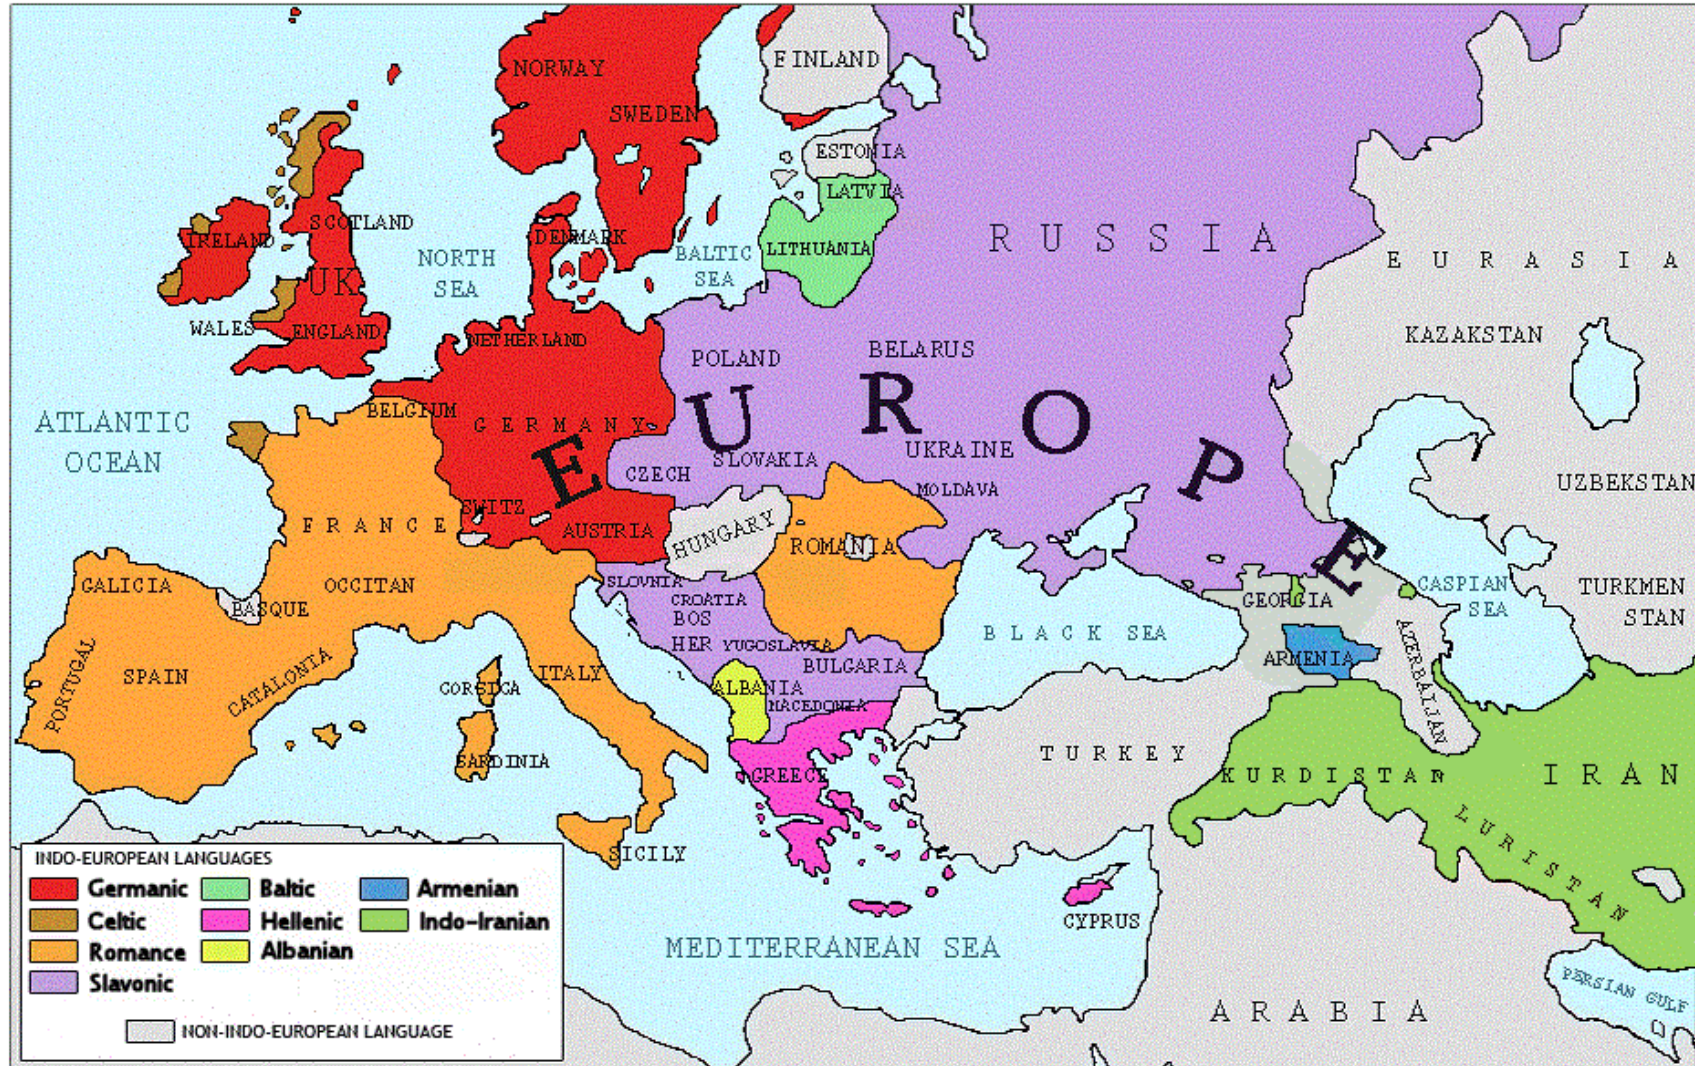 NORWAY
FINLAND
SWEDEN
ESTONIA
LATVIA
SCOTLAND
IRELAND
DENMARK
LITHUANIA
RUSSIA
NORTH
SEA
BALTIC
SEA
EURASIA
UK
WALES
ENGLAND
NETHERLAND
POLAND
BELARUS
KAZAKSTAN
EUROPE
ATLANTIC
OCEAN
BELGIUM
GERMANY
CZECH
SLOVAKIA
UKRAINE
MOLDAVA
UZBEKSTAN
SWITZ
FRANCE
AUSTRIA
HUNGARY
ROMANIA
GALICIA
OCCITAN
BASQUE
SLOVNIA
CROATIA
BOS
HER
YUGOSLAVIA
BULGARIA
BLACK SEA
GEORGIA
CASPIAN
SEA
TURKMEN
STAN
PORTUGAL
SPAIN
CATALONIA
CORSICA
ITALY
ALBANIA
MACEDONIA
ARMENIA
AZERBAIJAN
SARDINIA
GREECE
TURKEY
KURDISTAN
IRAN
LURISTAN
SICILY
CYPRUS
MEDITERRANEAN SEA
ARABIA
PERSIAN GULF
INDO-EUROPEAN LANGUAGES
Germanic
Baltic
Armenian
Celtic
Hellenic
Indo-Iranian
Romance
Albanian
Slavonic
NON-INDO-EUROPEAN LANGUAGE